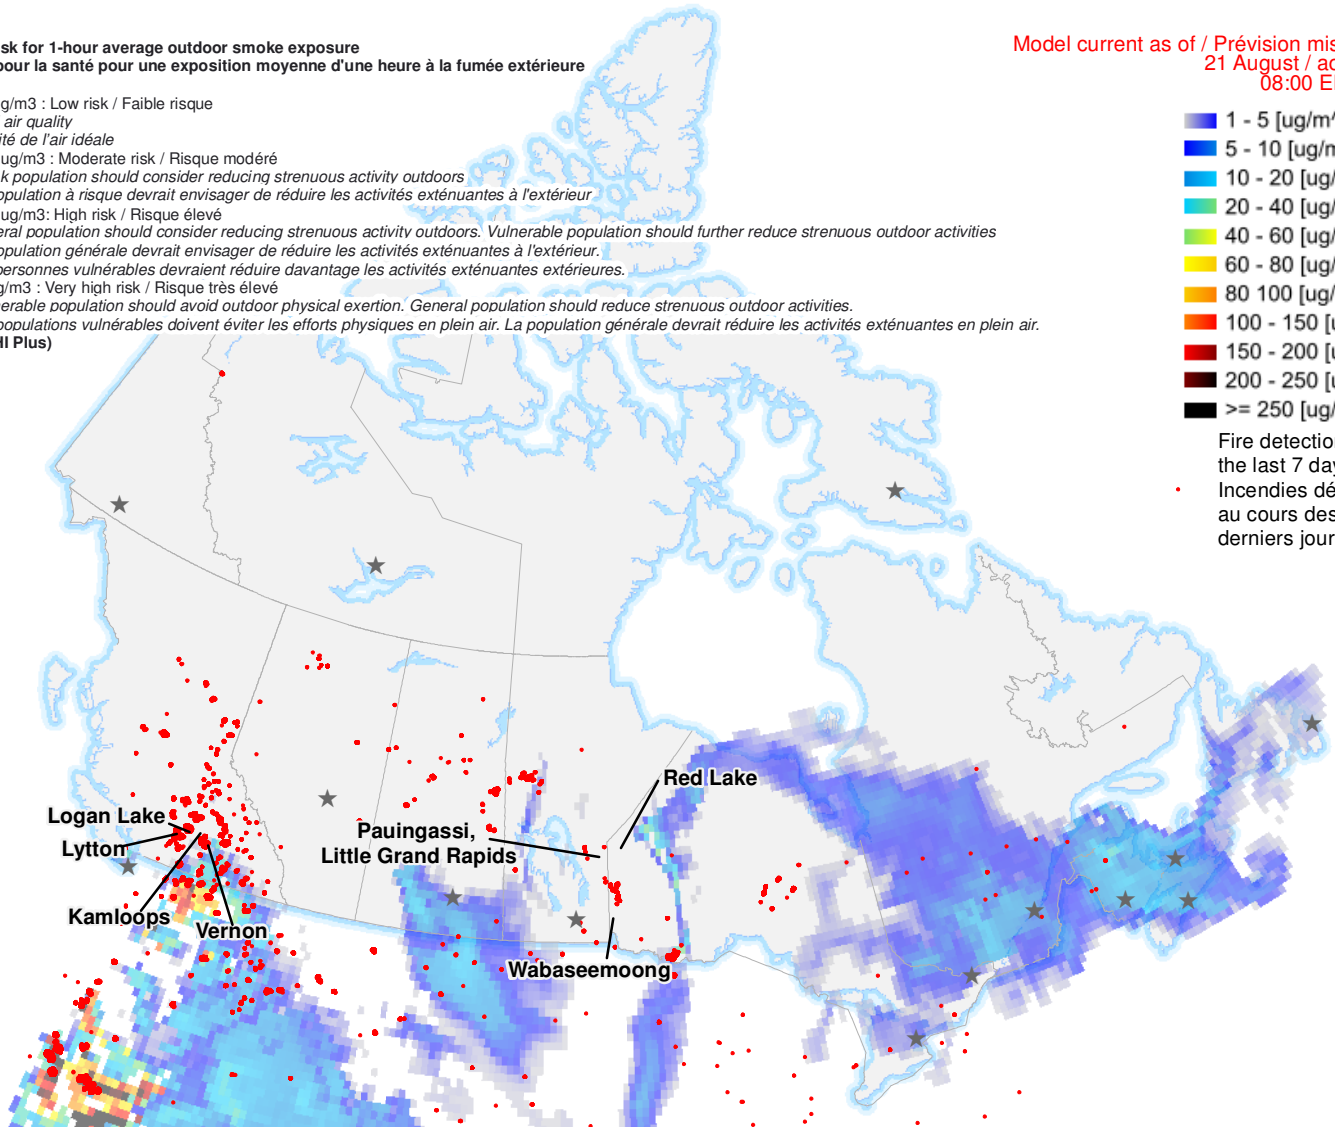 sk for 1-hour average outdoor smoke exposure
pour la santé pour une exposition moyenne d'une heure à la fumée extérieure
g/m3 : Low risk / Faible risque
air quality
ité de l'air idéale
ug/m3 : Moderate risk / Risque modéré
k population should consider reducing strenuous activity outdoors
opulation à risque devrait envisager de réduire les activités exténuantes à l'extérieur
ug/m3: High risk / Risque élevé
eral population should consider reducing strenuous activity outdoors. Vulnerable population should further reduce strenuous outdoor activities
opulation générale devrait envisager de réduire les activités exténuantes à l'extérieur.
personnes vulnérables devraient réduire davantage les activités exténuantes extérieures.
g/m3 : Very high risk / Risque très élevé
nerable population should avoid outdoor physical exertion. General population should reduce strenuous outdoor activities.
populations vulnérables doivent éviter les efforts physiques en plein air. La population générale devrait réduire les activités exténuantes en plein air.
HI Plus)
Model current as of / Prévision mis
21 August / ao
08:00 E
1 - 5 [ug/m^
5 - 10 [ug/m
10 - 20 [ug/
20 - 40 [ug/
40 - 60 [ug/
60 - 80 [ug/
80 100 [ug/
100 - 150 [u
150 - 200 [u
200 - 250 [u
>= 250 [ug/
Fire detectio
the last 7 day
Incendies dé
au cours des
derniers jour
Red Lake
Logan Lake
Pauingassi,
Lytton
Little Grand Rapids
Kamloops
Vernon
Wabaseemoong